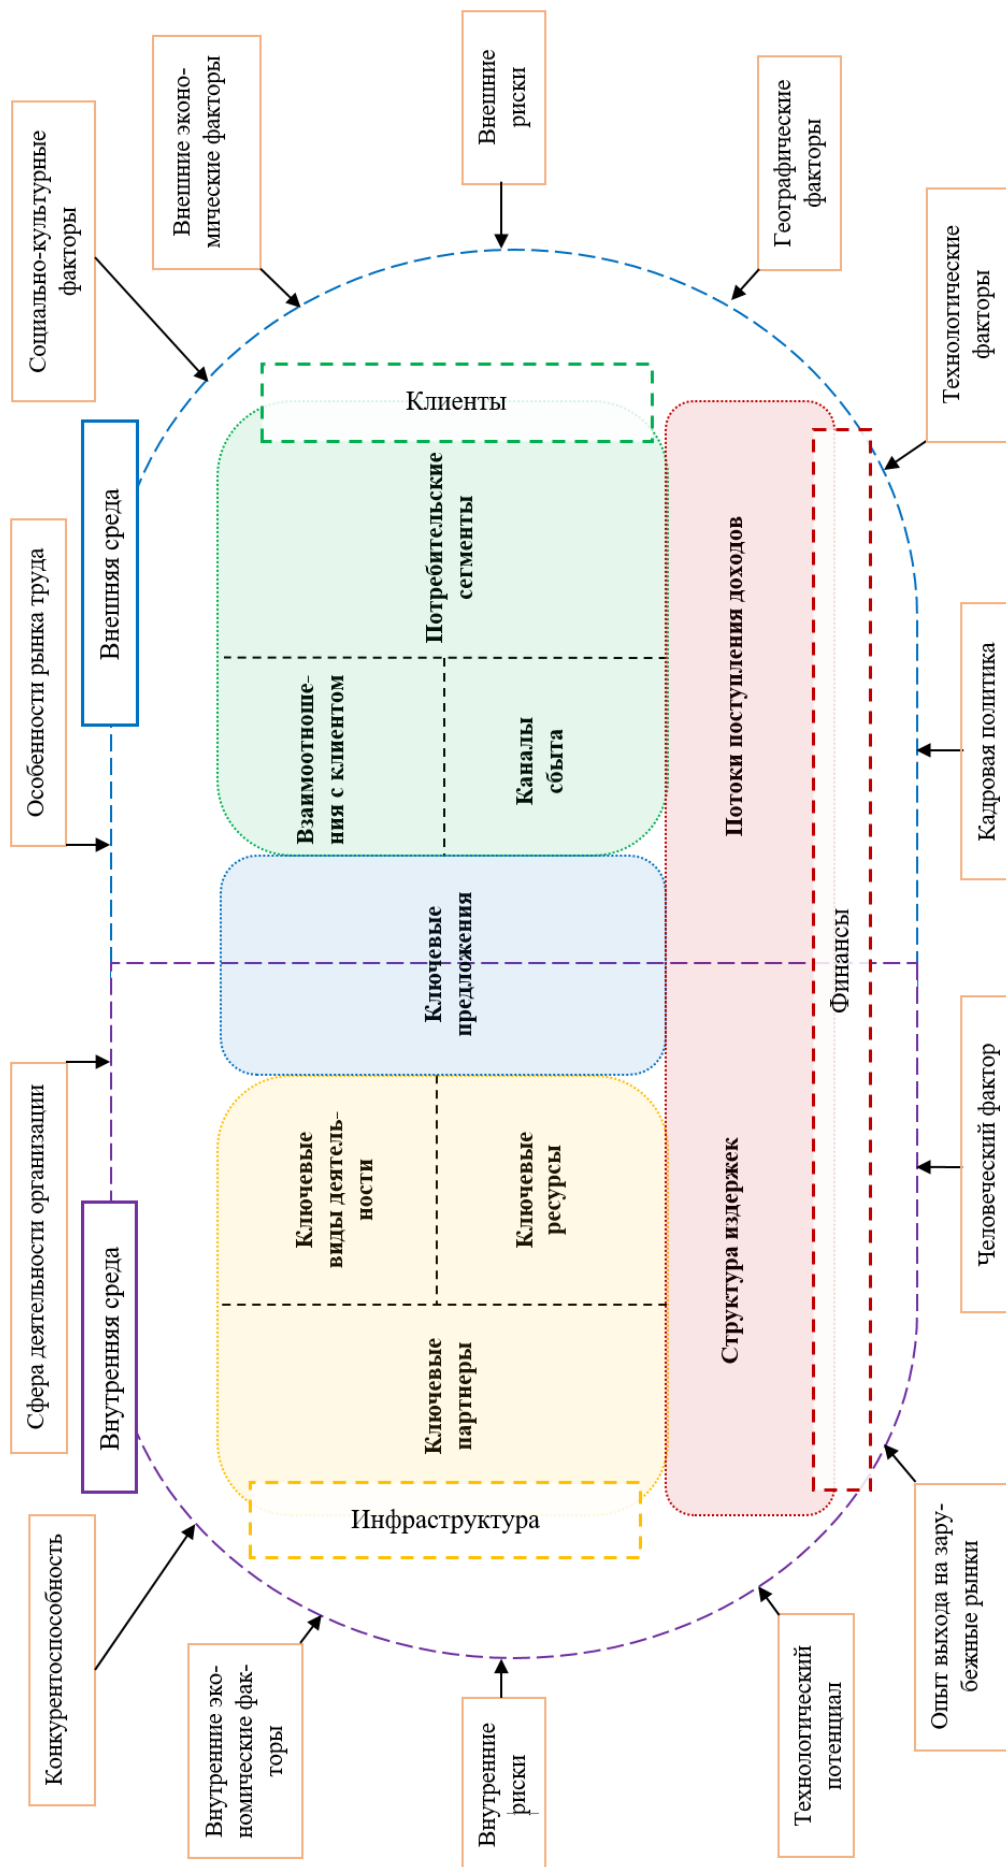 Конкурентоспособность
Сфера деятельности организации
Особенности рынка труда
Социально-культурные
факторы
Внутренняя среда
Внешняя среда
Внутренние эко-
номические фак-
торы
Внешние эконо-
мические факторы
Ключевые
виды деятель-
ности
Взаимоотноше-
ния с клиентом
Инфраструктура
Ключевые
партнеры
Ключевые
предложения
Потребительские
сегменты
Клиенты
Ключевые
ресурсы
Каналы
сбыта
Внутренние
риски
Внешние
риски
Структура издержек
Потоки поступления доходов
Финансы
Технологический
потенциал
Географические
факторы
Опыт выхода на зару-
бежные рынки
Человеческий фактор
Кадровая политика
Технологические
факторы